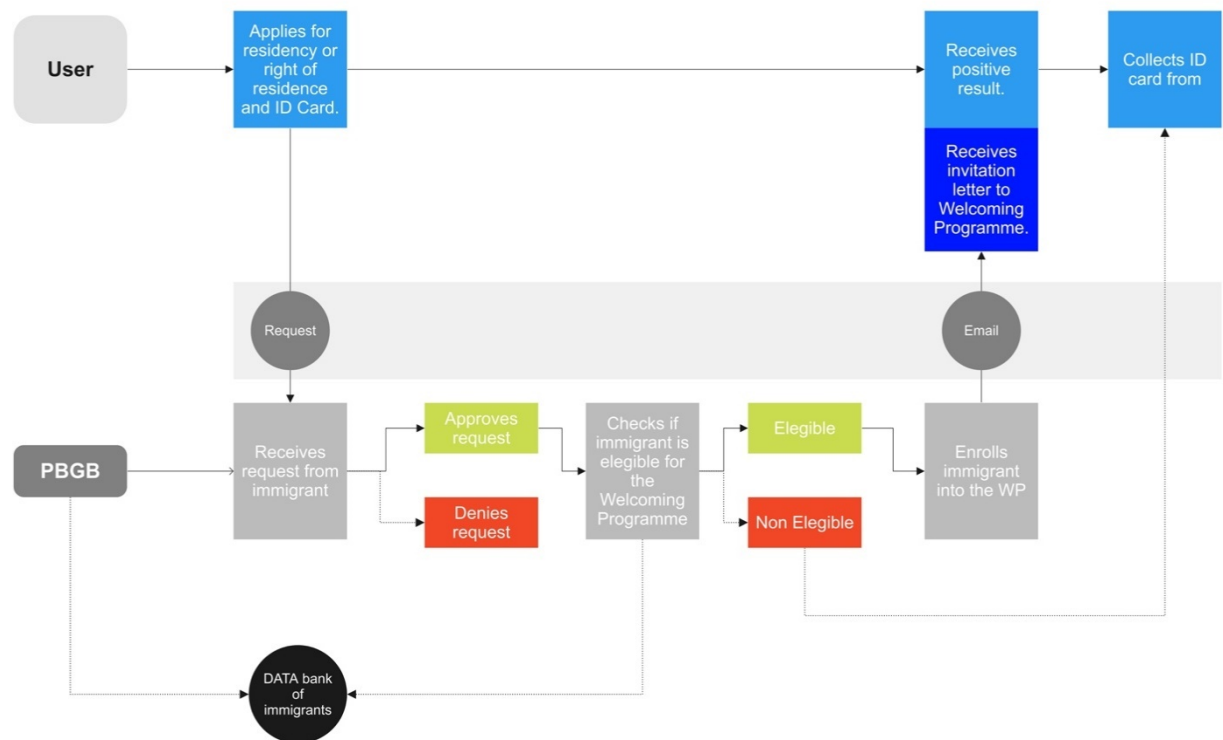 User
Applies for
residency or
right of
residence
and ID Card.
Receives
positive
result.
Collects ID
card from
Receives
invitation
letter to
Welcoming
Programme.
Request
Email
PBGB
Receives
request from
immigrant
Approves
request
Denies
request
Checks if
immigrant is
elegible for
the
Welcoming
Programme
Elegible
Non Elegible
Enrolls
immigrant
into the WP
DATA bank
of
immigrants